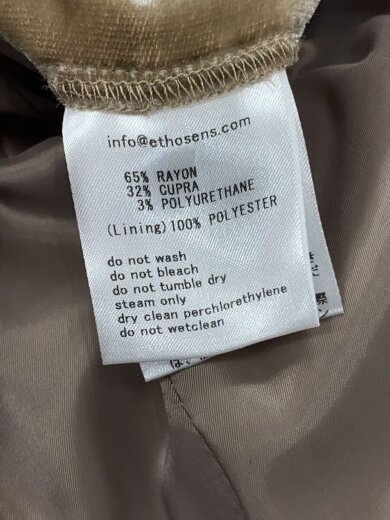 info@ethosens.com
65% RAYON
32% CUPRA
3% POLYURETHANE
(Lining)100% POLYESTER
do not wash
do not bleach
do not tumble dry
steam only
dry clean perchlorethylene
do not wetclean